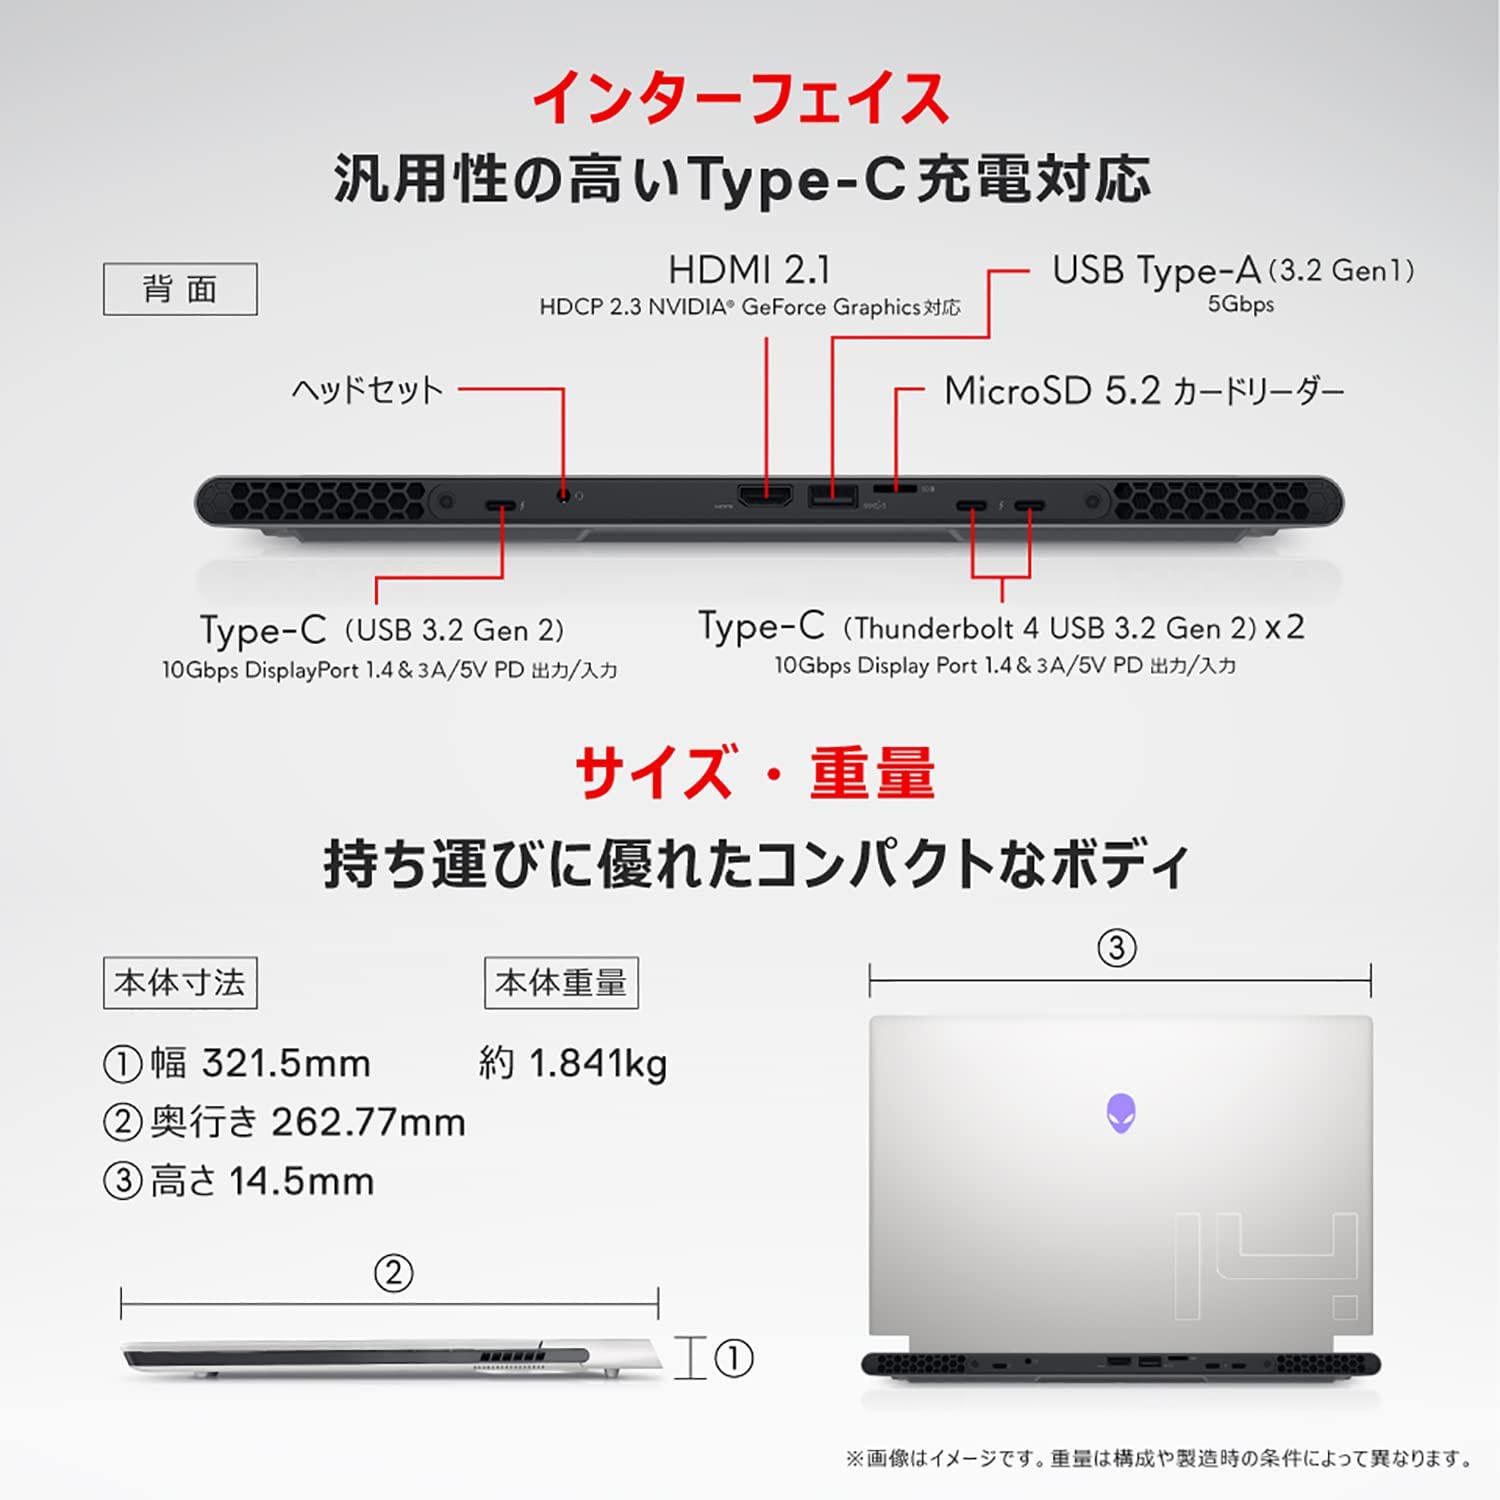 インターフェイス
汎用性の高いType-C充電対応
背面
HDMI 2.1
HDCP 2.3 NVIDIA® GeForce Graphics対応
USB Type-A (3.2 Gen1)
5Gbps
ヘッドセット
MicroSD 5.2 カードリーダー
Type-C (USB 3.2 Gen 2)
10Gbps DisplayPort 1.4 & 3A/5V PD 出力/入力
Type-C (Thunderbolt 4 USB 3.2 Gen 2) x2
10Gbps Display Port 1.4 & 3A/5V PD 出力/入力
サイズ・重量
持ち運びに優れたコンパクトなボディ
本体寸法
①幅 321.5mm
②奥行き 262.77mm
③高さ 14.5mm
本体重量
約 1.841kg
③
14
②
①
※画像はイメージです。重量は構成や製造時の条件によって異なります。